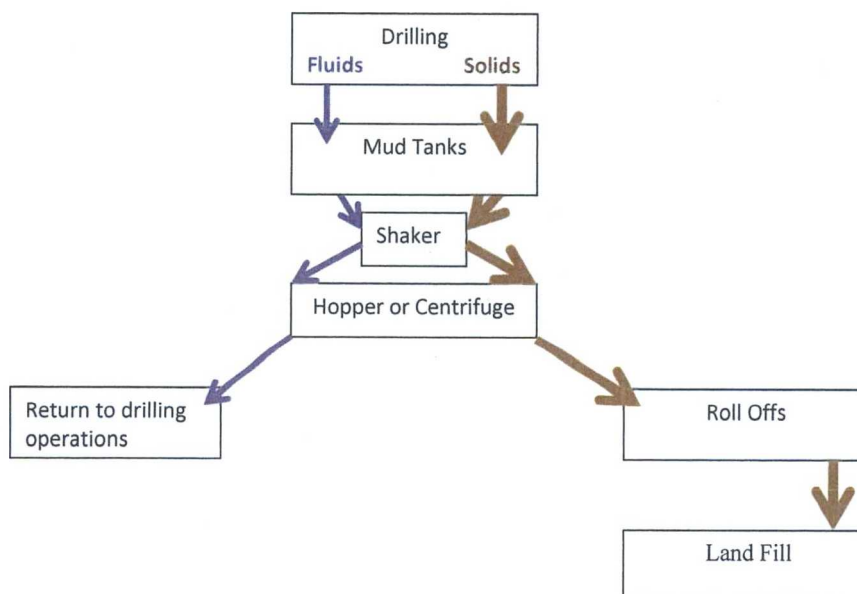 Drilling
Fluids Solids
Mud Tanks
Shaker
Hopper or Centrifuge
Return to drilling
operations
Roll Offs
Land Fill